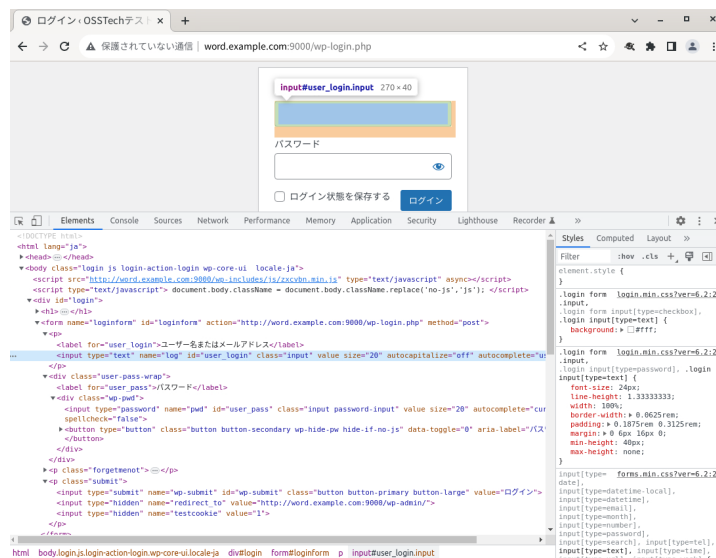 ログイン ‹ OSSTechテス
保護されていない通信 | word.example.com:9000/wp-login.php
input#user_login.input 270 × 40
パスワード
ログイン状態を保存する
ログイン
Elements Console Sources Network Performance Memory Application Security Lighthouse Recorder »
<!DOCTYPE html>
<html lang="ja">
<head>…</head>
<body class="login js login-action-login wp-core-ui locale-ja">
<script src="http://word.example.com:9000/wp-includes/js/zxcvbn.min.js" type="text/javascript" async></script>
<script type="text/javascript"> document.body.className = document.body.className.replace('no-js','js'); </script>
<div id="login">
<h1>…</h1>
<form name="loginform" id="loginform" action="http://word.example.com:9000/wp-login.php" method="post">
<p>
<label for="user_login">ユーザー名またはメールアドレス</label>
<input type="text" name="log" id="user_login" class="input" value size="20" autocapitalize="off" autocomplete="us
</p>
<div class="user-pass-wrap">
<label for="user_pass">パスワード</label>
<div class="wp-pwd">
<input type="password" name="pwd" id="user_pass" class="input password-input" value size="20" autocomplete="cur
spellcheck="false">
<button type="button" class="button button-secondary wp-hide-pw hide-if-no-js" data-toggle="0" aria-label="パス
</button>
</div>
</div>
<p class="forgetmenot">…</p>
<p class="submit">
<input type="submit" name="wp-submit" id="wp-submit" class="button button-primary button-large" value="ログイン">
<input type="hidden" name="redirect_to" value="http://word.example.com:9000/wp-admin/">
<input type="hidden" name="testcookie" value="1">
</p>
</form>
html body.login.js.login-action-login.wp-core-ui.locale-ja div#login form#loginform p input#user_login.input
Styles Computed Layout »
Filter :hov .cls +
element.style {
}
.login form login.min.css?ver=6.2:2
.input,
.login form input[type=checkbox],
.login input[type=text] {
background: #fff;
}
.login form login.min.css?ver=6.2:2
.input,
.login input[type=password], .login
input[type=text] {
font-size: 24px;
line-height: 1.33333333;
width: 100%;
border-width: 0.0625rem;
padding: 0.1875rem 0.3125rem;
margin: 0 6px 16px 0;
min-height: 40px;
max-height: none;
}
input[type= forms.min.css?ver=6.2:2
date],
input[type=datetime-local],
input[type=datetime],
input[type=email],
input[type=month],
input[type=number],
input[type=password],
input[type=search], input[type=tel],
input[type=text], input[type=time],